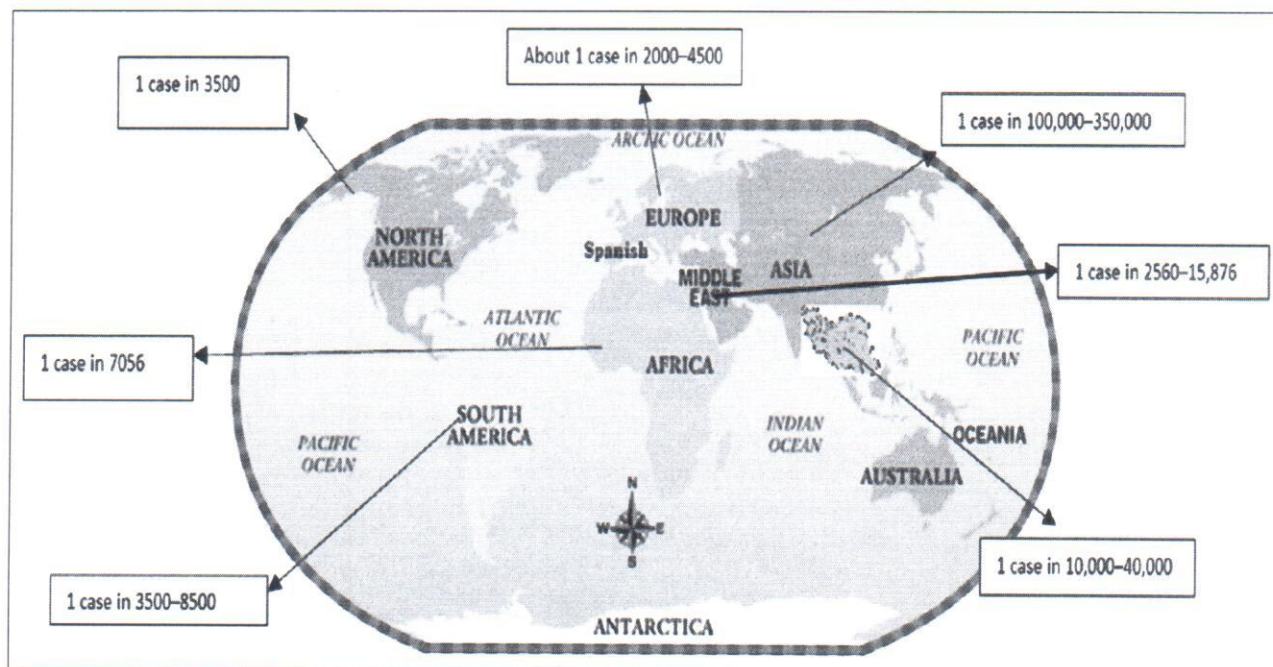 About 1 case in 2000–4500
1 case in 3500
1 case in 100,000–350,000
ARCTIC OCEAN
EUROPE
NORTH
AMERICA
Spanish
MIDDLE
EAST
ASIA
1 case in 2560–15,876
ATLANTIC
OCEAN
PACIFIC
OCEAN
1 case in 7056
AFRICA
SOUTH
AMERICA
PACIFIC
OCEAN
INDIAN
OCEAN
OCEANIA
AUSTRALIA
N
W
E
S
1 case in 10,000–40,000
1 case in 3500–8500
ANTARCTICA